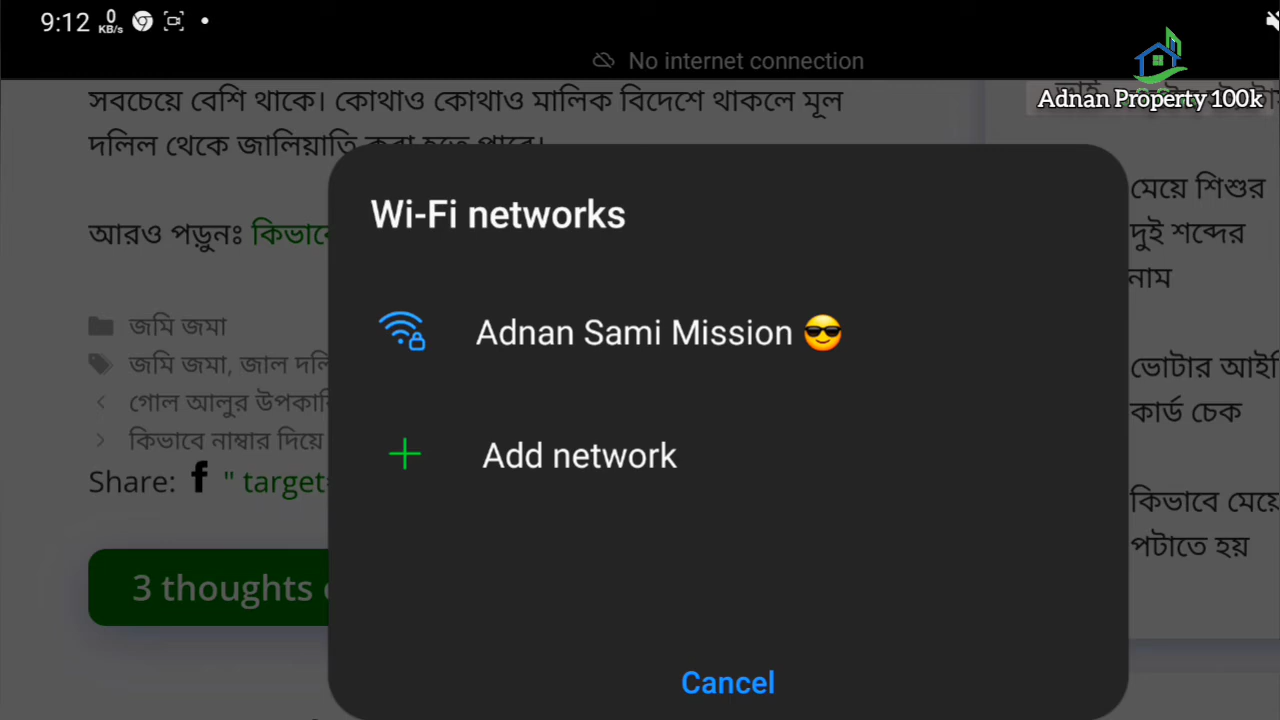 9:12 0 KB/s
No internet connection
Adnan Property 100k
সবচেয়ে বেশি থাকে। কোথাও কোথাও মালিক বিদেশে থাকলে মূল
দলিল থেকে জালিয়াতি করা হতে পারে।
আরও পড়ুনঃ কিভাবে
জমি জমা
জমি জমা, জাল দলি
গোল আলুর উপকারি
কিভাবে নাম্বার দিয়ে
Share: f " target=
3 thoughts
Wi-Fi networks
Adnan Sami Mission 😎
Add network
Cancel
মেয়ে শিশুর
দুই শব্দের
নাম
ভোটার আইডি
কার্ড চেক
কিভাবে মেয়ে
পটাতে হয়